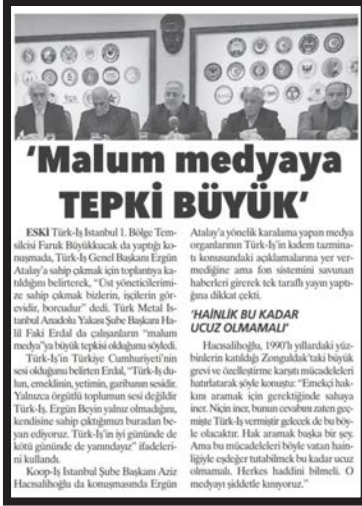 'Malum medyaya
TEPKİ BÜYÜK'
ESKİ Türk-İş İstanbul 1. Bölge Tem-
silcisi Faruk Büyükkucak da yaptığı ko-
nuşmada, Türk-İş Genel Başkanı Ergün
Atalay'a sahip çıkmak için toplantıya ka-
tıldığını belirterek, "Üst yöneticilerimi-
ze sahip çıkmak bizlerin, işçilerin gör-
evidir, borcudur" dedi. Türk Metal İs-
tanbul Anadolu Yakası Şube Başkanı Ha-
lil Faki Erdal da çalışanların "malum
medya"ya büyük tepkisi olduğunu söyledi.
Türk-İş'in Türkiye Cumhuriyeti'nin
sesi olduğunu belirten Erdal, "Türk-İş du-
lun, emeklinin, yetimin, garibanın sesidir.
Yalnızca örgütlü toplumun sesi değildir
Türk-İş. Ergün Beyin yalnız olmadığını,
kendisine sahip çıktığımızı buradan be-
yan ediyoruz. Türk-İş'in iyi gününde de
kötü gününde de yanındayız" ifadeleri-
ni kullandı.
Koop-İş İstanbul Şube Başkanı Aziz
Hacısalihoğlu da konuşmasında Ergün
Atalay'a yönelik karalama yapan medya
organlarının Türk-İş'in kıdem tazmina-
tı konusundaki açıklamalarına yer ver-
mediğine ama fon sistemini savunan
haberleri girerek tek taraflı yayın yaptı-
ğına dikkat çekti.
'HAİNLİK BU KADAR
UCUZ OLMAMALI'
Hacısalihoğlu, 1990'lı yıllardaki yüz-
binlerin katıldığı Zonguldak'taki büyük
grevi ve özelleştirme karşıtı mücadeleleri
hatırlatarak şöyle konuştu: "Emekçi hak-
kını aramak için gerektiğinde sahaya
iner. Niçin iner, bunun cevabını zaten geç-
mişte Türk-İş vermiştir gelecek de bu böy-
le olacaktır. Hak aramak başka bir şey.
Ama bu mücadeleleri böyle vatan hain-
liğiyle eşdeğer tutabilmek bu kadar ucuz
olmamalı. Herkes haddini bilmeli. O
medyayı şiddetle kınıyoruz."